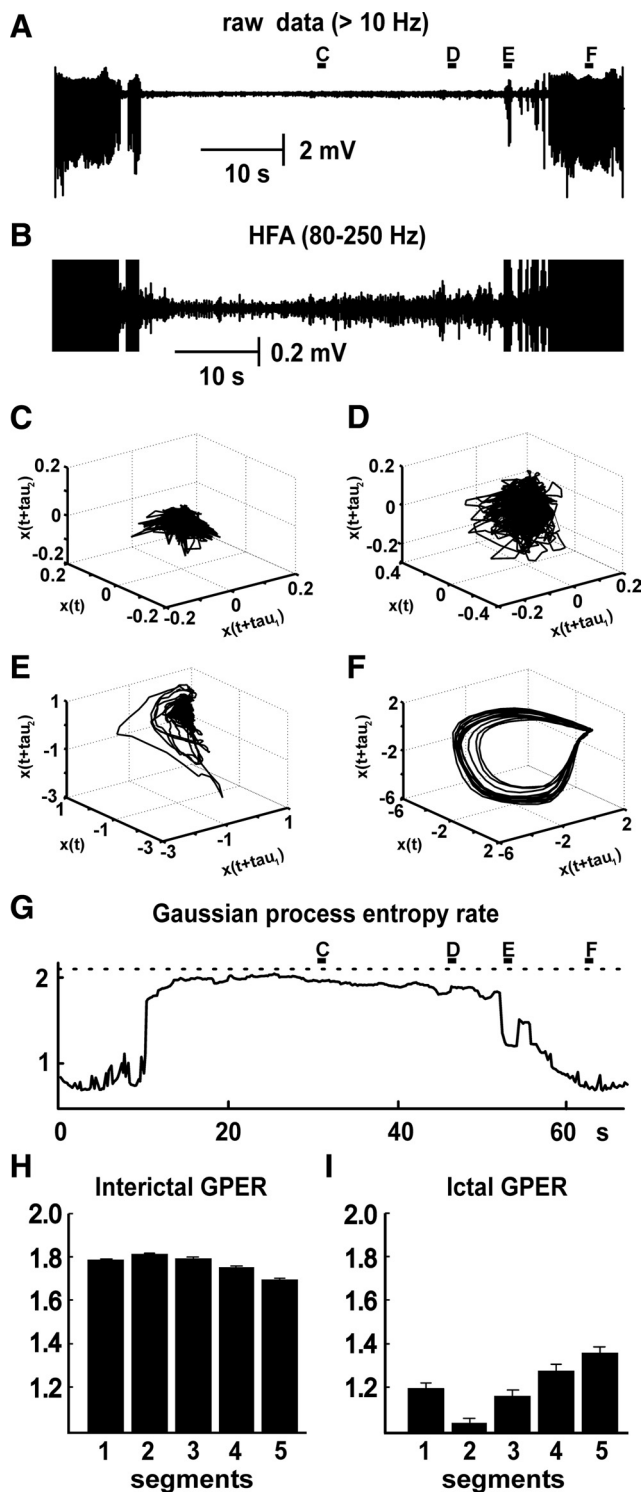 A
raw data (> 10 Hz)
C D E F
2 mV
10 s
B
HFA (80-250 Hz)
0.2 mV
10 s
C
0.2
0
-0.2
x(t+tau2)
0.2
0
-0.2
x(t)
-0.2
0
0.2
x(t+tau1)
D
0.2
0
-0.2
x(t+tau2)
0.4
0
-0.4
x(t)
-0.2
0
0.2
x(t+tau1)
E
1
-1
-3
x(t+tau2)
1
-1
-3
x(t)
-3
-1
1
x(t+tau1)
F
2
-2
-6
x(t+tau2)
-6
-2
2
x(t)
-6
-2
2
x(t+tau1)
G
Gaussian process entropy rate
C D E F
2
1
0 20 40 60 s
H
Interictal GPER
2.0
1.8
1.6
1.4
1.2
1 2 3 4 5
segments
I
Ictal GPER
2.0
1.8
1.6
1.4
1.2
1 2 3 4 5
segments